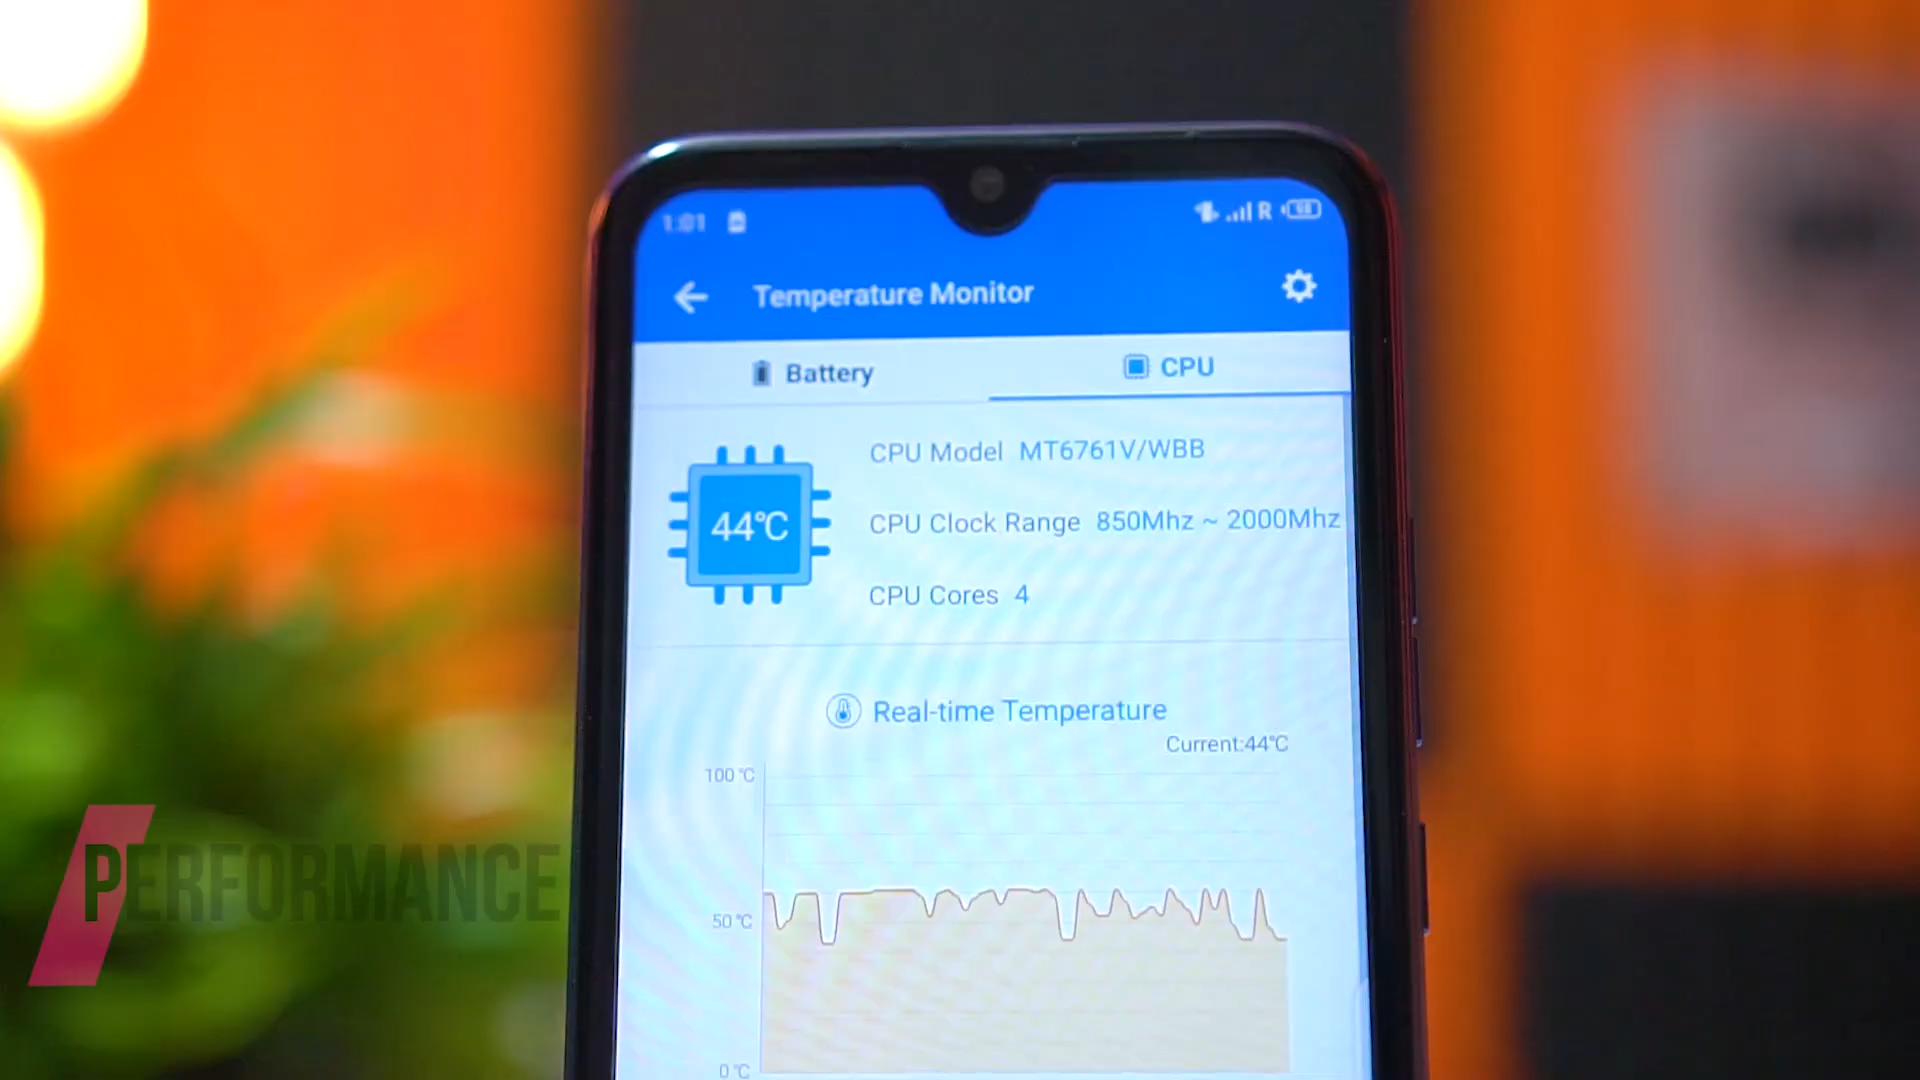 1:01
R 98
Temperature Monitor
Battery
CPU
44°C
CPU Model MT6761V/WBB
CPU Clock Range 850Mhz ~ 2000Mhz
CPU Cores 4
Real-time Temperature
Current:44°C
100 °C
50 °C
0 °C
PERFORMANCE